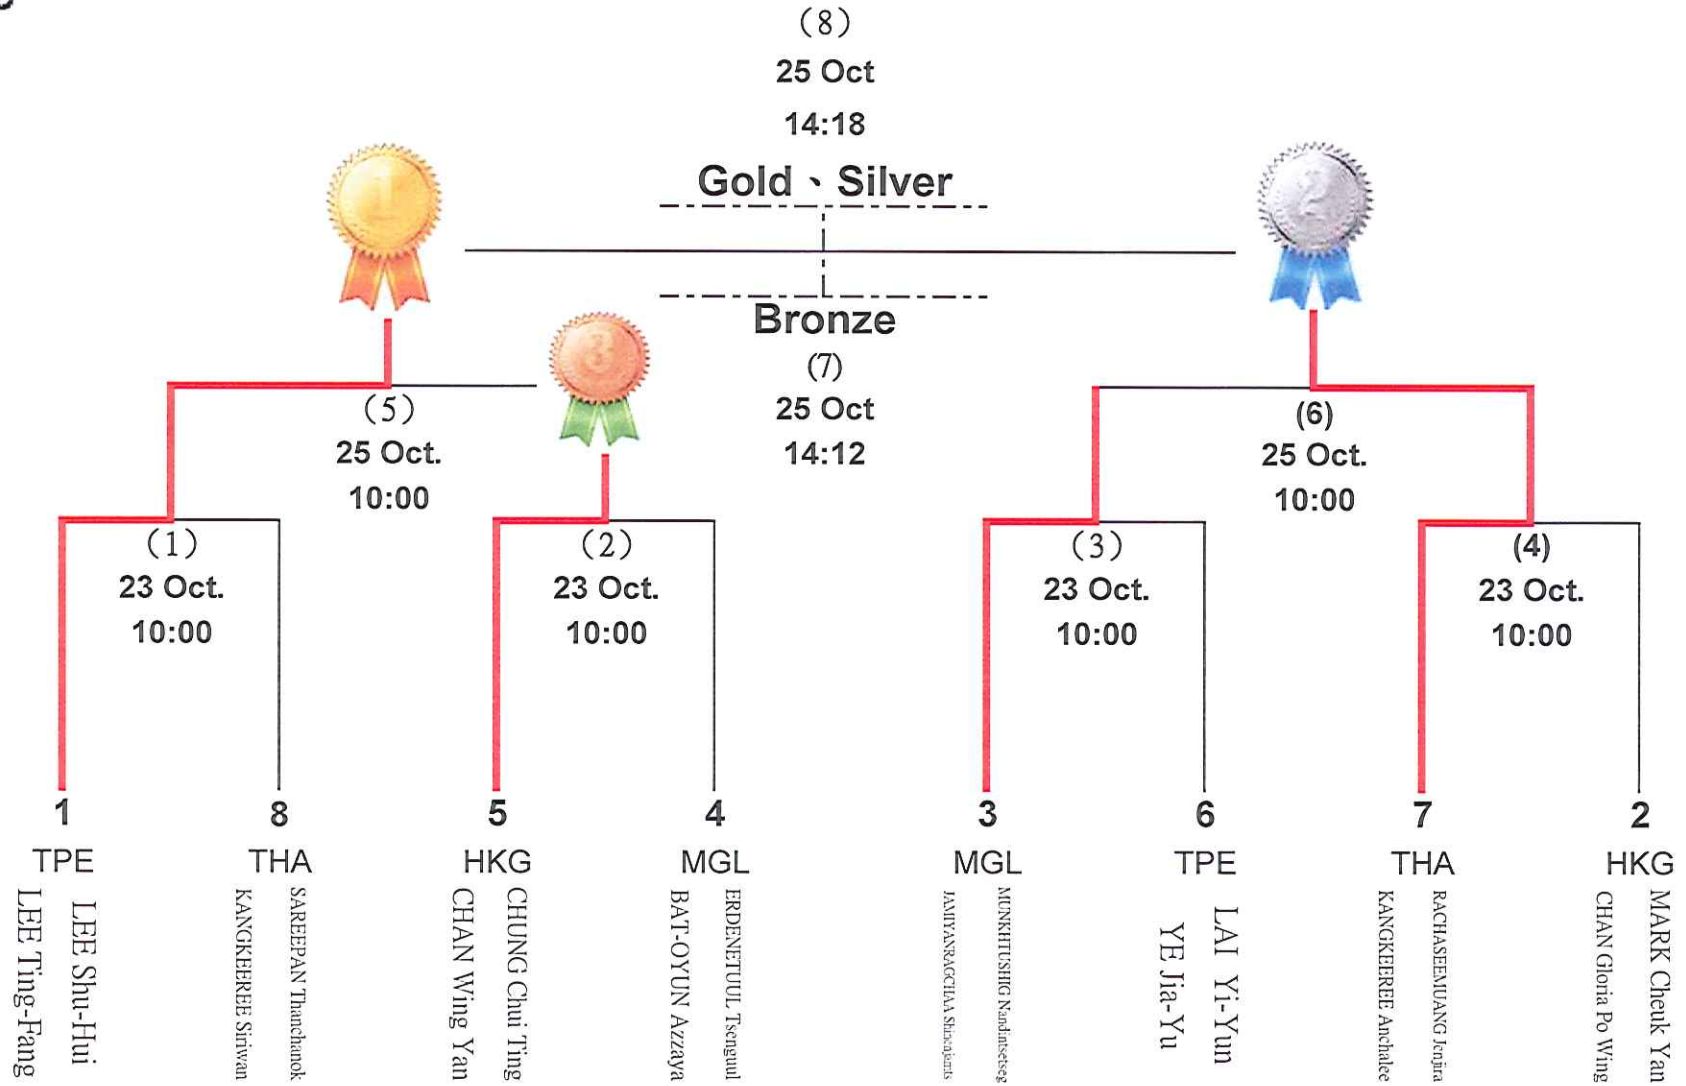 (8)
25 Oct
14:18
Gold、Silver
Bronze
(7)
25 Oct
14:12
(5)
25 Oct.
10:00
(6)
25 Oct.
10:00
(1)
23 Oct.
10:00
(2)
23 Oct.
10:00
(3)
23 Oct.
10:00
(4)
23 Oct.
10:00
1
TPE
LEE Shu-Hui
LEE Ting-Fang
8
THA
SAREEPAN Thanchanok
KANGKEEREE Siriwan
5
HKG
CHUNG Chui Ting
CHAN Wing Yan
4
MGL
ERDENETUUL Tsenguul
BAT-OYUN Azzaya
3
MGL
MUNKHTUSHIG Nandintsetseg
6
TPE
LAI Yi-Yun
YE Jia-Yu
7
THA
RACHASEEMUANG Jenjira
KANGKEEREE Anchalee
2
HKG
MARK Cheuk Yan
CHAN Gloria Po Wing